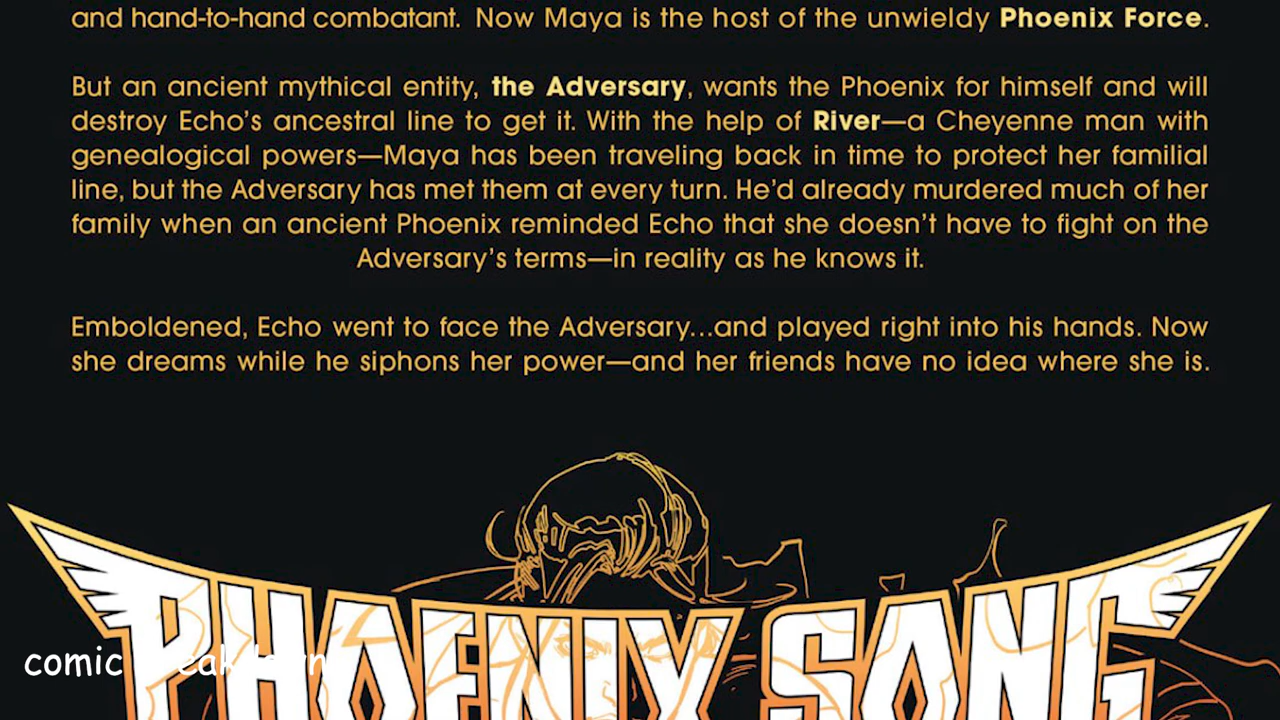 and hand-to-hand combatant. Now Maya is the host of the unwieldy Phoenix Force.
But an ancient mythical entity, the Adversary, wants the Phoenix for himself and will
destroy Echo's ancestral line to get it. With the help of River—a Cheyenne man with
genealogical powers—Maya has been traveling back in time to protect her familial
line, but the Adversary has met them at every turn. He'd already murdered much of her
family when an ancient Phoenix reminded Echo that she doesn't have to fight on the
Adversary's terms—in reality as he knows it.
Emboldened, Echo went to face the Adversary...and played right into his hands. Now
she dreams while he siphons her power—and her friends have no idea where she is.
PHOENIX SONG
comic